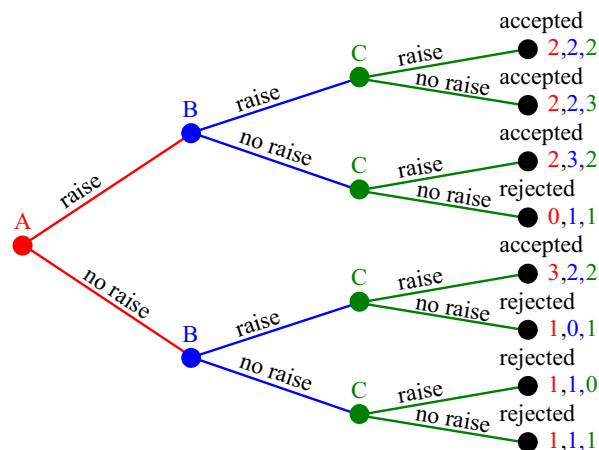 accepted
C
raise
2,2,2
no raise
accepted
2,2,3
B
raise
accepted
C
raise
2,3,2
no raise
no raise
rejected
0,1,1
A
raise
no raise
accepted
C
raise
3,2,2
no raise
rejected
1,0,1
B
raise
rejected
C
raise
1,1,0
no raise
no raise
rejected
1,1,1